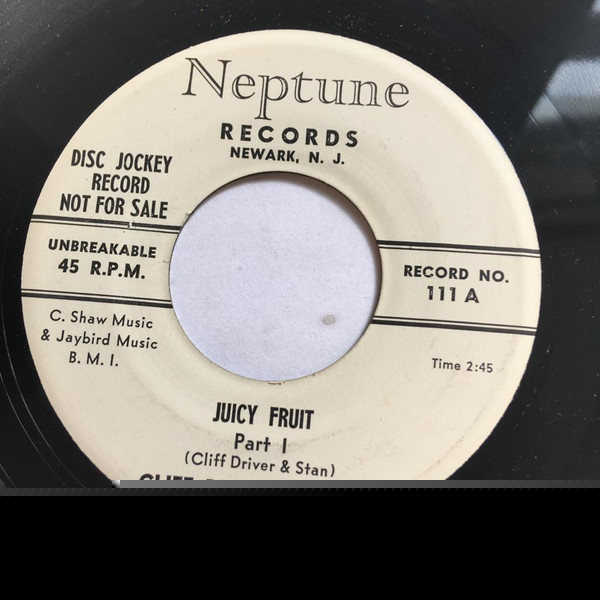 Neptune
RECORDS
NEWARK, N. J.
DISC JOCKEY
RECORD
NOT FOR SALE
UNBREAKABLE
45 R.P.M.
RECORD NO.
111 A
C. Shaw Music
& Jaybird Music
B. M. I.
Time 2:45
JUICY FRUIT
Part I
(Cliff Driver & Stan)